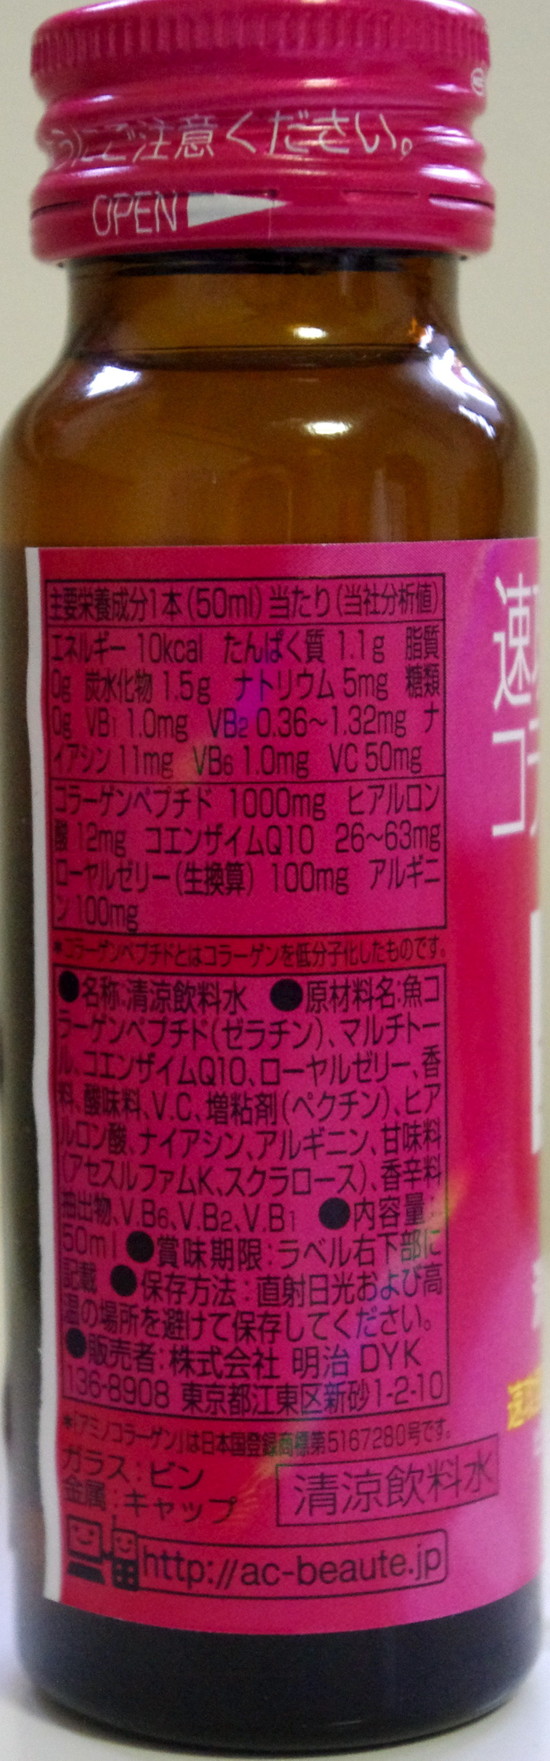 うにご注意ください。
OPEN
主要栄養成分1本(50ml)当たり(当社分析値)
エネルギー 10kcal たんぱく質 1.1g 脂質
0g 炭水化物 1.5g ナトリウム 5mg 糖類
0g VB1 1.0mg VB2 0.36〜1.32mg ナ
イアシン 11mg VB6 1.0mg VC 50mg
コラーゲンペプチド 1000mg ヒアルロン
酸 12mg コエンザイムQ10 26〜63mg
ローヤルゼリー(生換算) 100mg アルギニ
ン 100mg
*コラーゲンペプチドとはコラーゲンを低分子化したものです。
●名称:清涼飲料水 ●原材料名:魚コ
ラーゲンペプチド(ゼラチン)、マルチトー
ル、コエンザイムQ10、ローヤルゼリー、香
料、酸味料、V.C、増粘剤(ペクチン)、ヒア
ルロン酸、ナイアシン、アルギニン、甘味料
(アセスルファムK、スクラロース)、香辛料
抽出物、V.B6、V.B2、V.B1 ●内容量:
50ml ●賞味期限:ラベル右下部に
記載 ●保存方法:直射日光および高
温の場所を避けて保存してください。
●販売者:株式会社 明治 DYK
136-8908 東京都江東区新砂1-2-10
*「アミノコラーゲン」は日本国登録商標第5167280号です。
ガラス:ビン
金属:キャップ
清涼飲料水
http://ac-beaute.jp
速
コラ